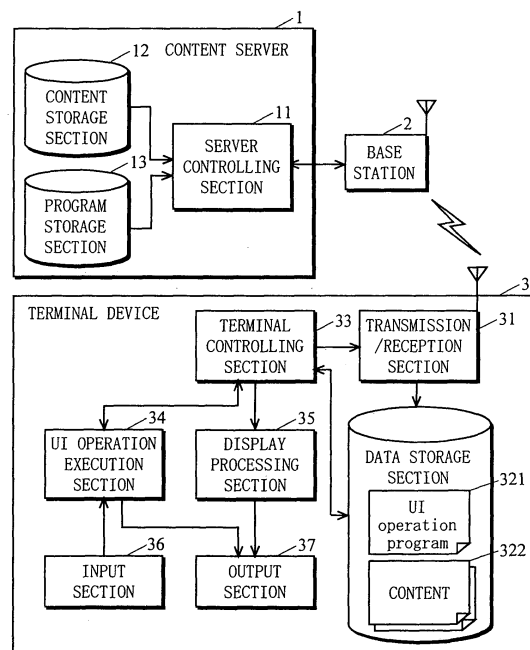 1
12
CONTENT SERVER
CONTENT
STORAGE
SECTION
11
SERVER
CONTROLLING
SECTION
2
BASE
STATION
13
PROGRAM
STORAGE
SECTION
3
TERMINAL DEVICE
33
TERMINAL
CONTROLLING
SECTION
31
TRANSMISSION
/RECEPTION
SECTION
34
UI OPERATION
EXECUTION
SECTION
35
DISPLAY
PROCESSING
SECTION
DATA STORAGE
SECTION
321
UI
operation
program
322
CONTENT
36
INPUT
SECTION
37
OUTPUT
SECTION